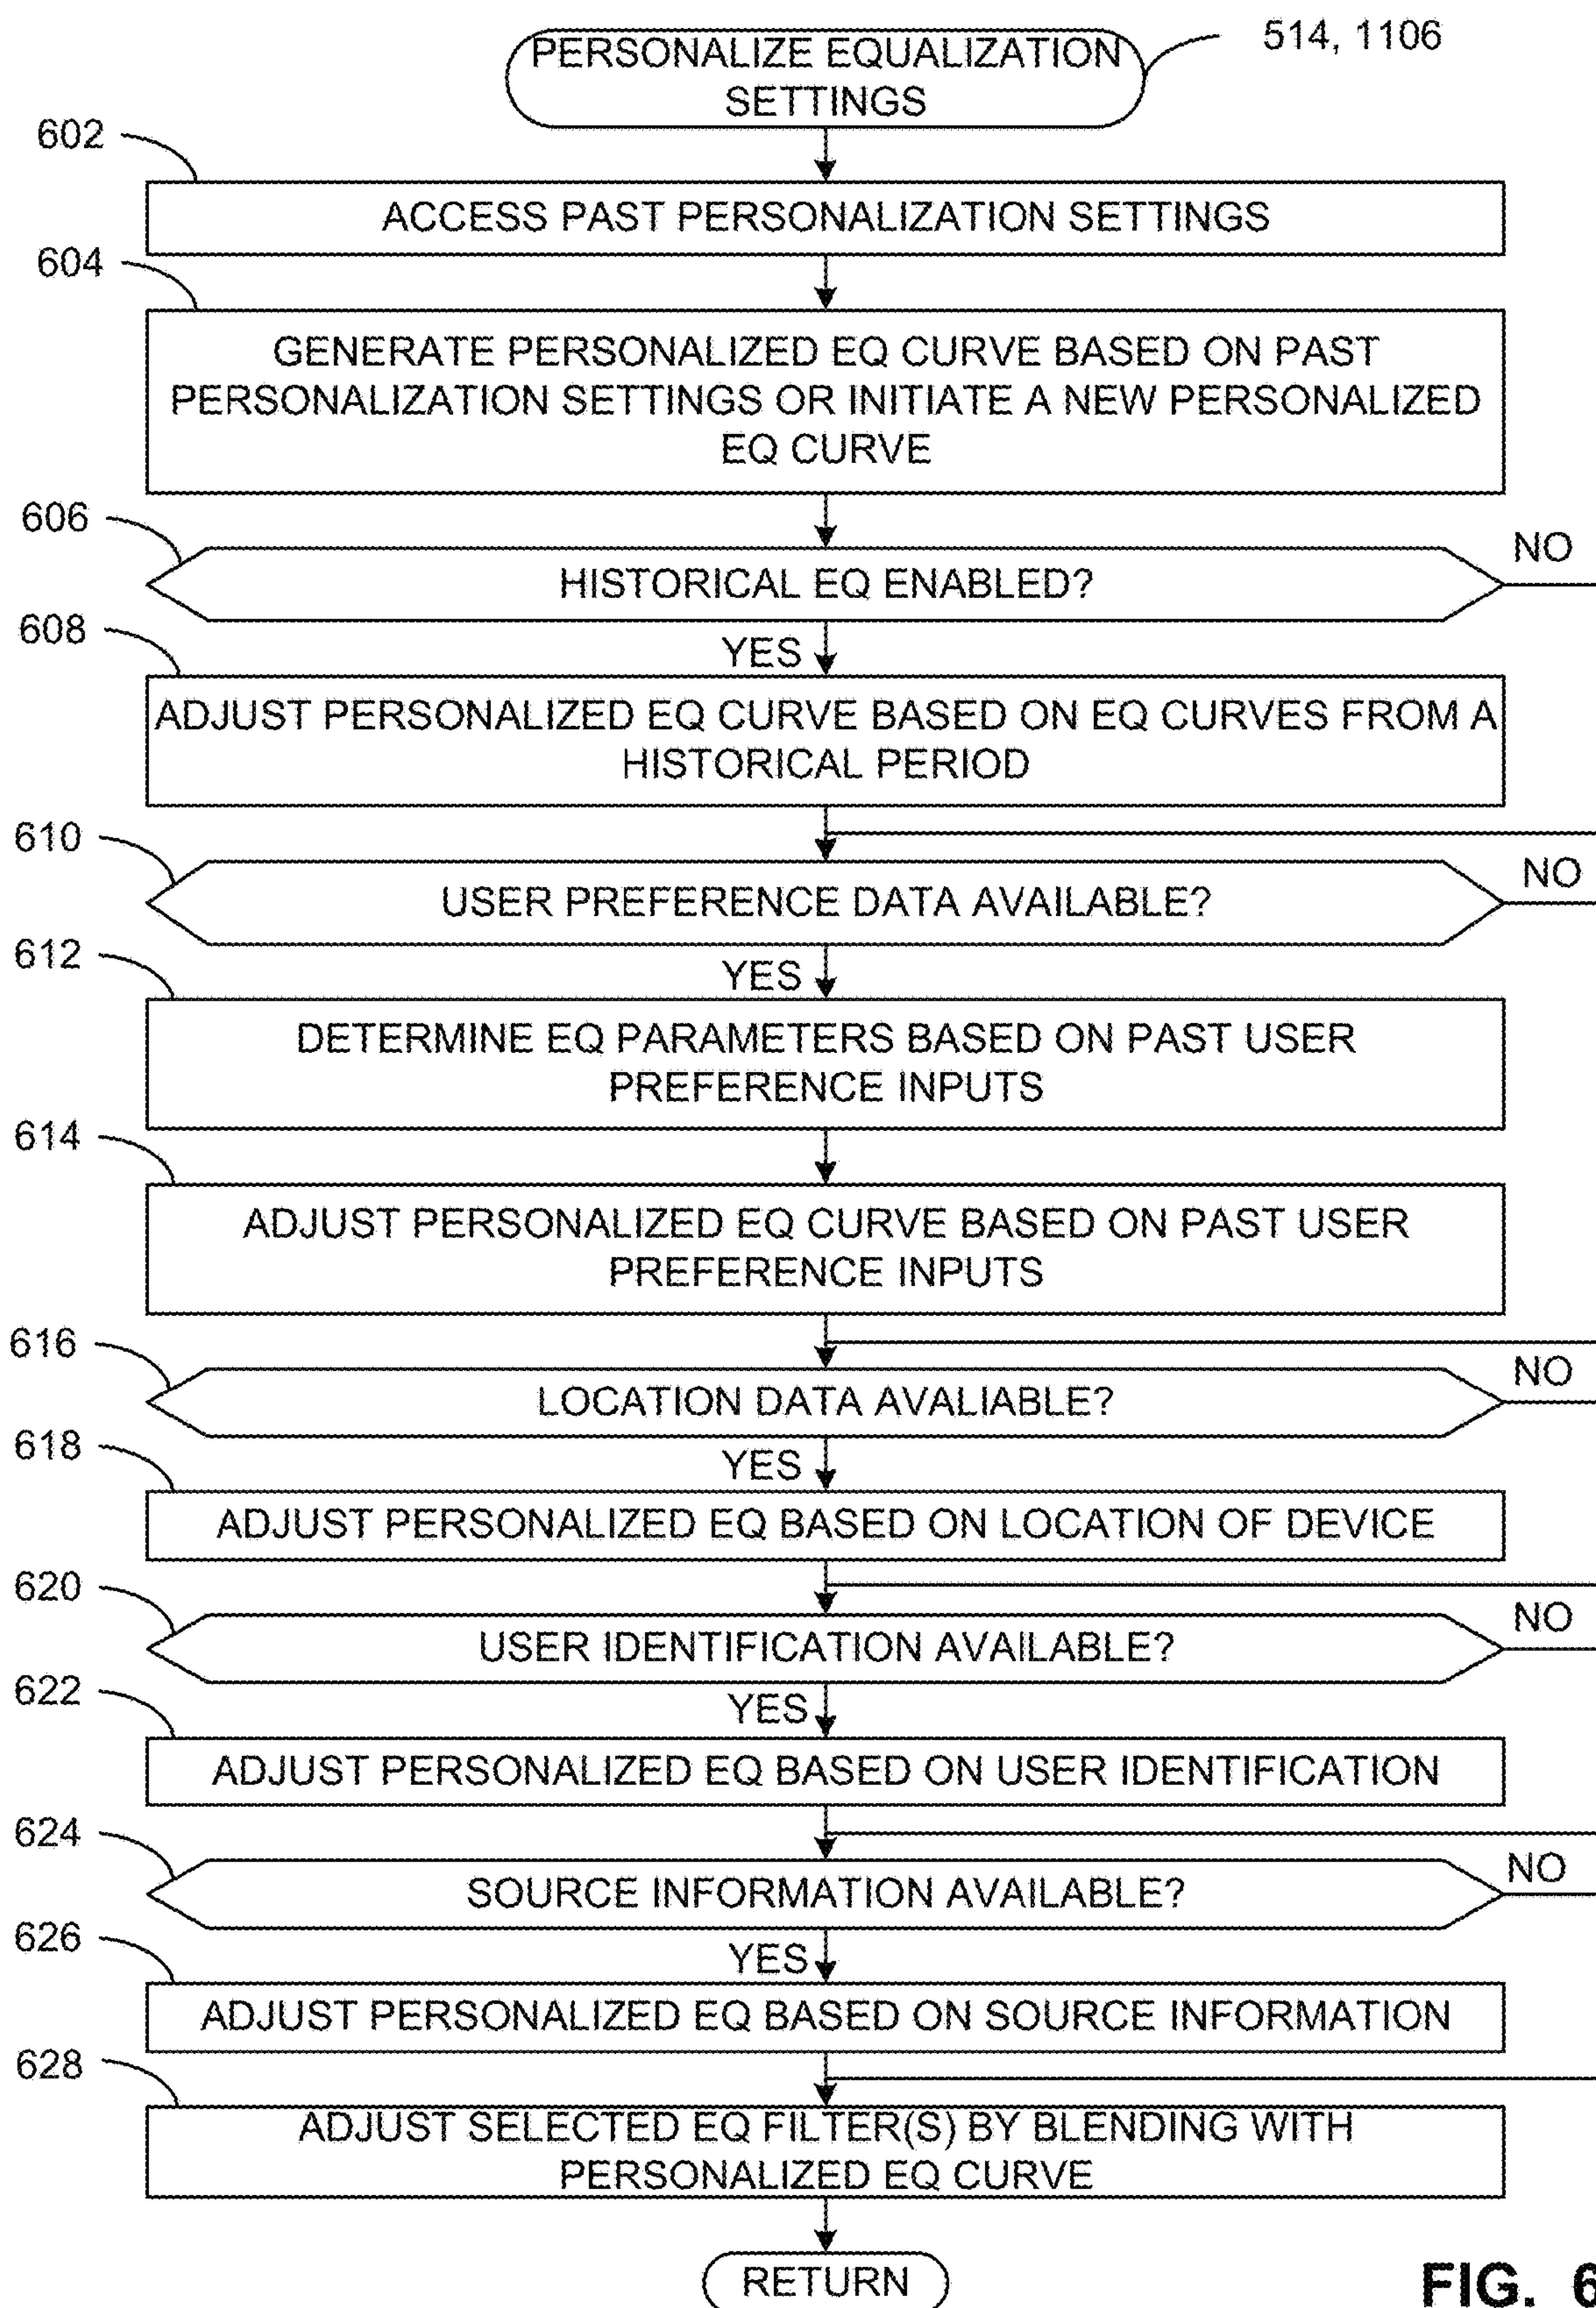 PERSONALIZE EQUALIZATION
SETTINGS
514, 1106
602
ACCESS PAST PERSONALIZATION SETTINGS
604
GENERATE PERSONALIZED EQ CURVE BASED ON PAST
PERSONALIZATION SETTINGS OR INITIATE A NEW PERSONALIZED
EQ CURVE
606
HISTORICAL EQ ENABLED?
NO
608
YES
ADJUST PERSONALIZED EQ CURVE BASED ON EQ CURVES FROM A
HISTORICAL PERIOD
610
USER PREFERENCE DATA AVAILABLE?
NO
612
YES
DETERMINE EQ PARAMETERS BASED ON PAST USER
PREFERENCE INPUTS
614
ADJUST PERSONALIZED EQ CURVE BASED ON PAST USER
PREFERENCE INPUTS
616
LOCATION DATA AVALIABLE?
NO
618
YES
ADJUST PERSONALIZED EQ BASED ON LOCATION OF DEVICE
620
USER IDENTIFICATION AVAILABLE?
NO
622
YES
ADJUST PERSONALIZED EQ BASED ON USER IDENTIFICATION
624
SOURCE INFORMATION AVAILABLE?
NO
626
YES
ADJUST PERSONALIZED EQ BASED ON SOURCE INFORMATION
628
ADJUST SELECTED EQ FILTER(S) BY BLENDING WITH
PERSONALIZED EQ CURVE
RETURN
FIG. 6